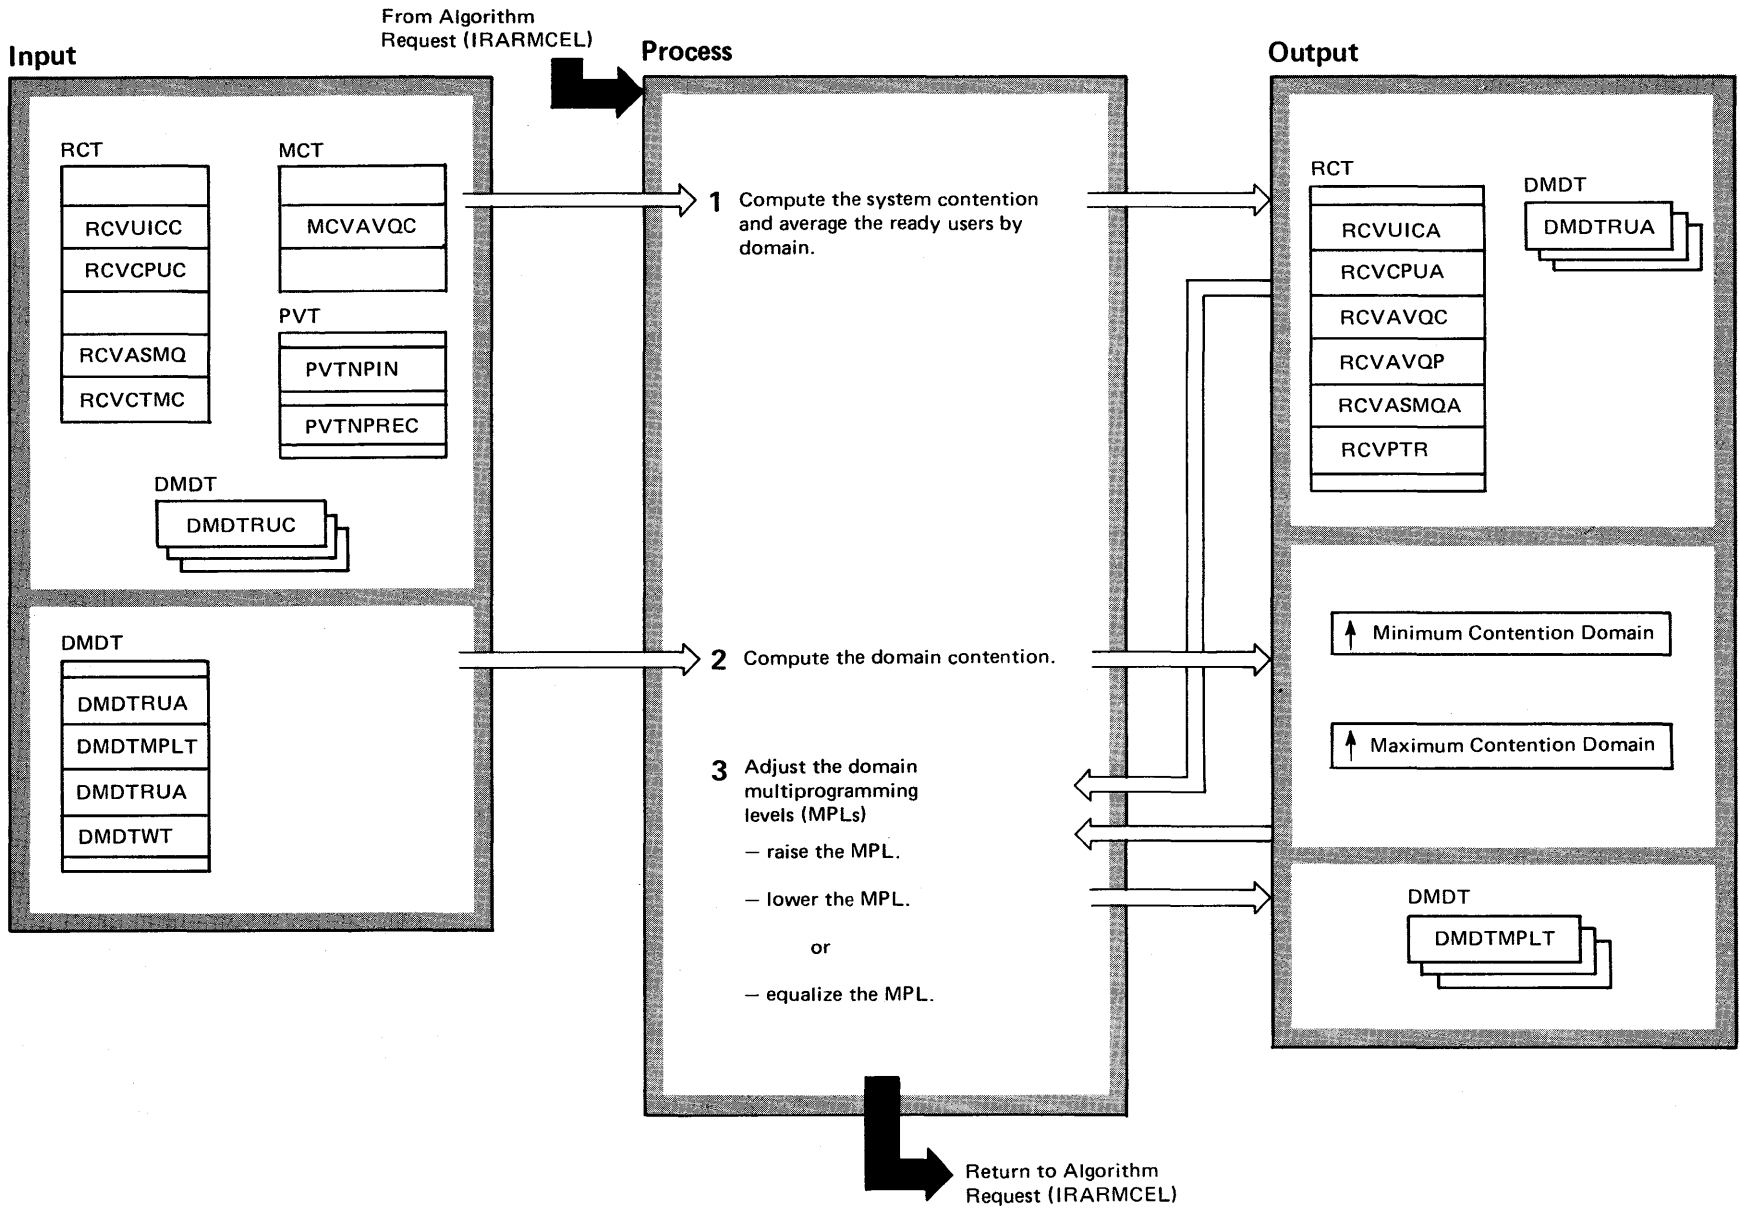 From Algorithm
Request (IRARMCEL)
Input
RCT
RCVUICC
RCVCPUC
RCVASMQ
RCVCTMC
MCT
MCVAVQC
PVT
PVTNPIN
PVTNPREC
DMDT
DMDTRUC
DMDT
DMDTRUA
DMDTMPLT
DMDTRUA
DMDTWT
Process
1 Compute the system contention
and average the ready users by
domain.
2 Compute the domain contention.
3 Adjust the domain
multiprogramming
levels (MPLs)
— raise the MPL.
— lower the MPL.
or
— equalize the MPL.
Output
RCT
RCVUICA
RCVCPUA
RCVAVQC
RCVAVQP
RCVASMQA
RCVPTR
DMDT
DMDTRUA
Minimum Contention Domain
Maximum Contention Domain
DMDT
DMDTMPLT
Return to Algorithm
Request (IRARMCEL)